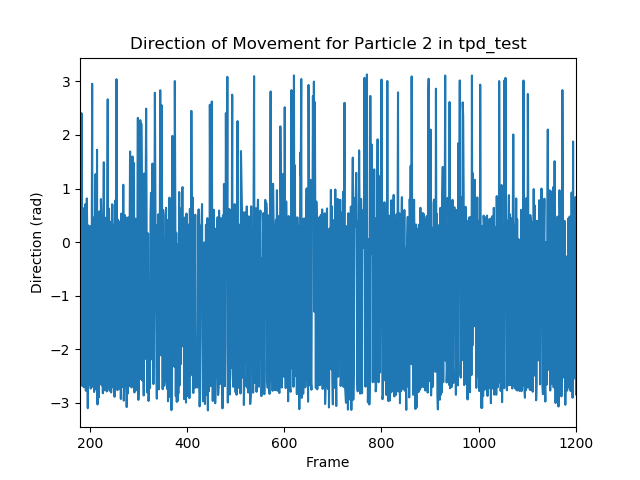 Direction of Movement for Particle 2 in tpd_test
3
2
1
0
−1
−2
−3
Direction (rad)
200 400 600 800 1000 1200
Frame